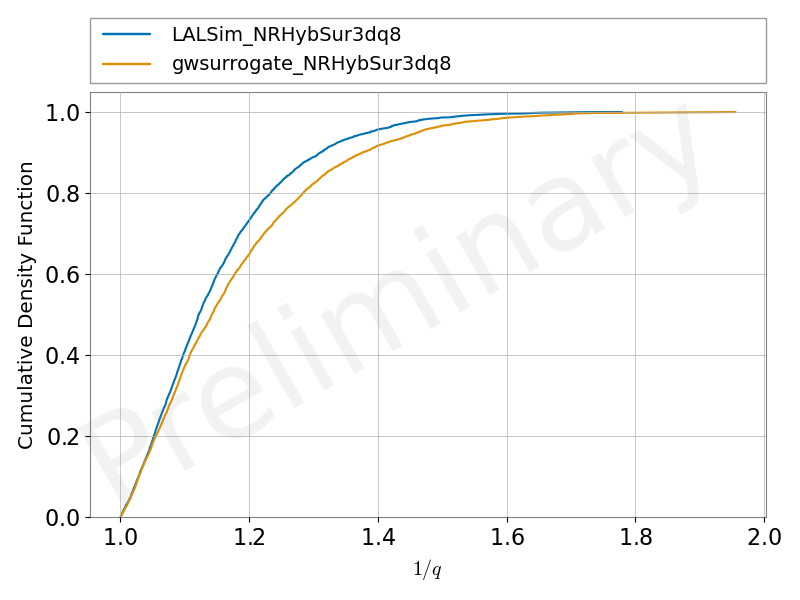 LALSim_NRHybSur3dq8
gwsurrogate_NRHybSur3dq8
1.0
0.8
0.6
0.4
0.2
0.0
Cumulative Density Function
Preliminary
1.0 1.2 1.4 1.6 1.8 2.0
1/q